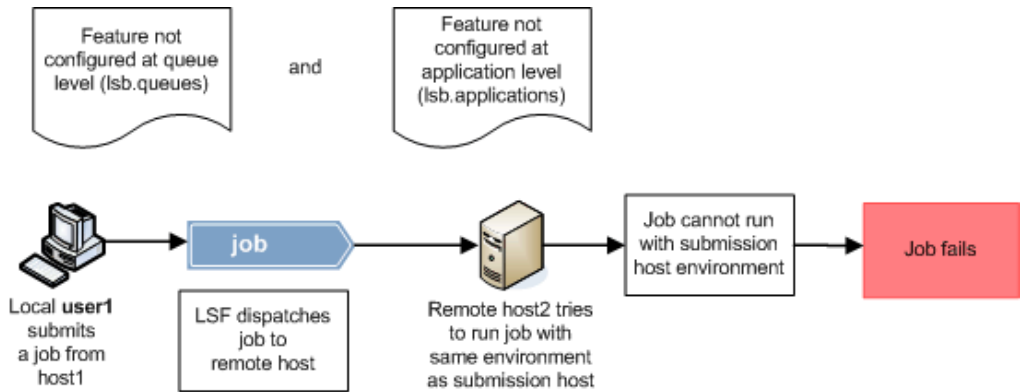 Feature not
configured at queue
level (lsb.queues)
and
Feature not
configured at
application level
(lsb.applications)
Local user1
submits
a job from
host1
job
LSF dispatches
job to
remote host
Remote host2 tries
to run job with
same environment
as submission host
Job cannot run
with submission
host environment
Job fails